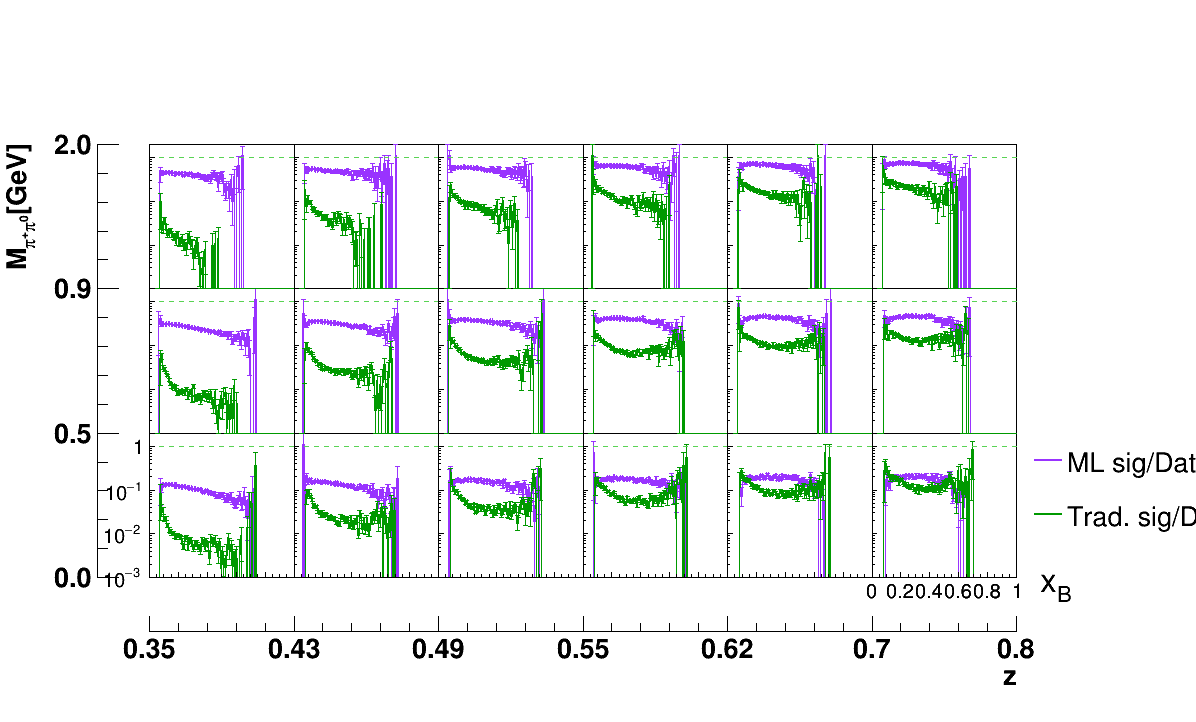 2.0
M_{π⁺π⁰}[GeV]
0.9
0.5
1
10⁻¹
10⁻²
0.0 10⁻³
ML sig/Dat
Trad. sig/D
0 0.20.40.60.8 1 x_B
0.35 0.43 0.49 0.55 0.62 0.7 0.8
z